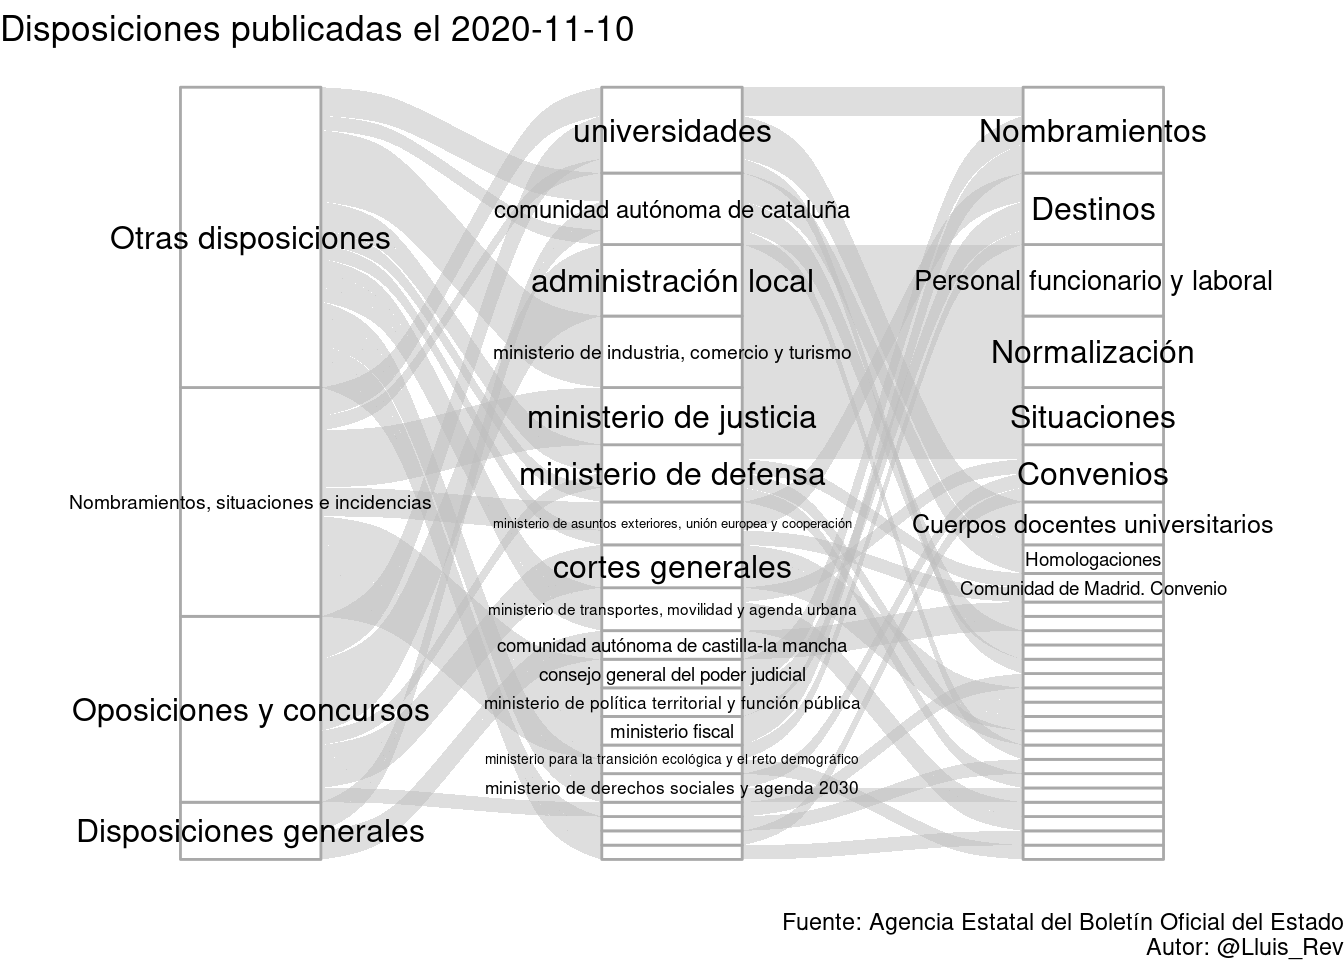 Disposiciones publicadas el 2020-11-10
Otras disposiciones
Nombramientos, situaciones e incidencias
Oposiciones y concursos
Disposiciones generales
universidades
comunidad autónoma de cataluña
administración local
ministerio de industria, comercio y turismo
ministerio de justicia
ministerio de defensa
ministerio de asuntos exteriores, unión europea y cooperación
cortes generales
ministerio de transportes, movilidad y agenda urbana
comunidad autónoma de castilla-la mancha
consejo general del poder judicial
ministerio de política territorial y función pública
ministerio fiscal
ministerio para la transición ecológica y el reto demográfico
ministerio de derechos sociales y agenda 2030
Nombramientos
Destinos
Personal funcionario y laboral
Normalización
Situaciones
Convenios
Cuerpos docentes universitarios
Homologaciones
Comunidad de Madrid. Convenio
Fuente: Agencia Estatal del Boletín Oficial del Estado
Autor: @Lluis_Rev